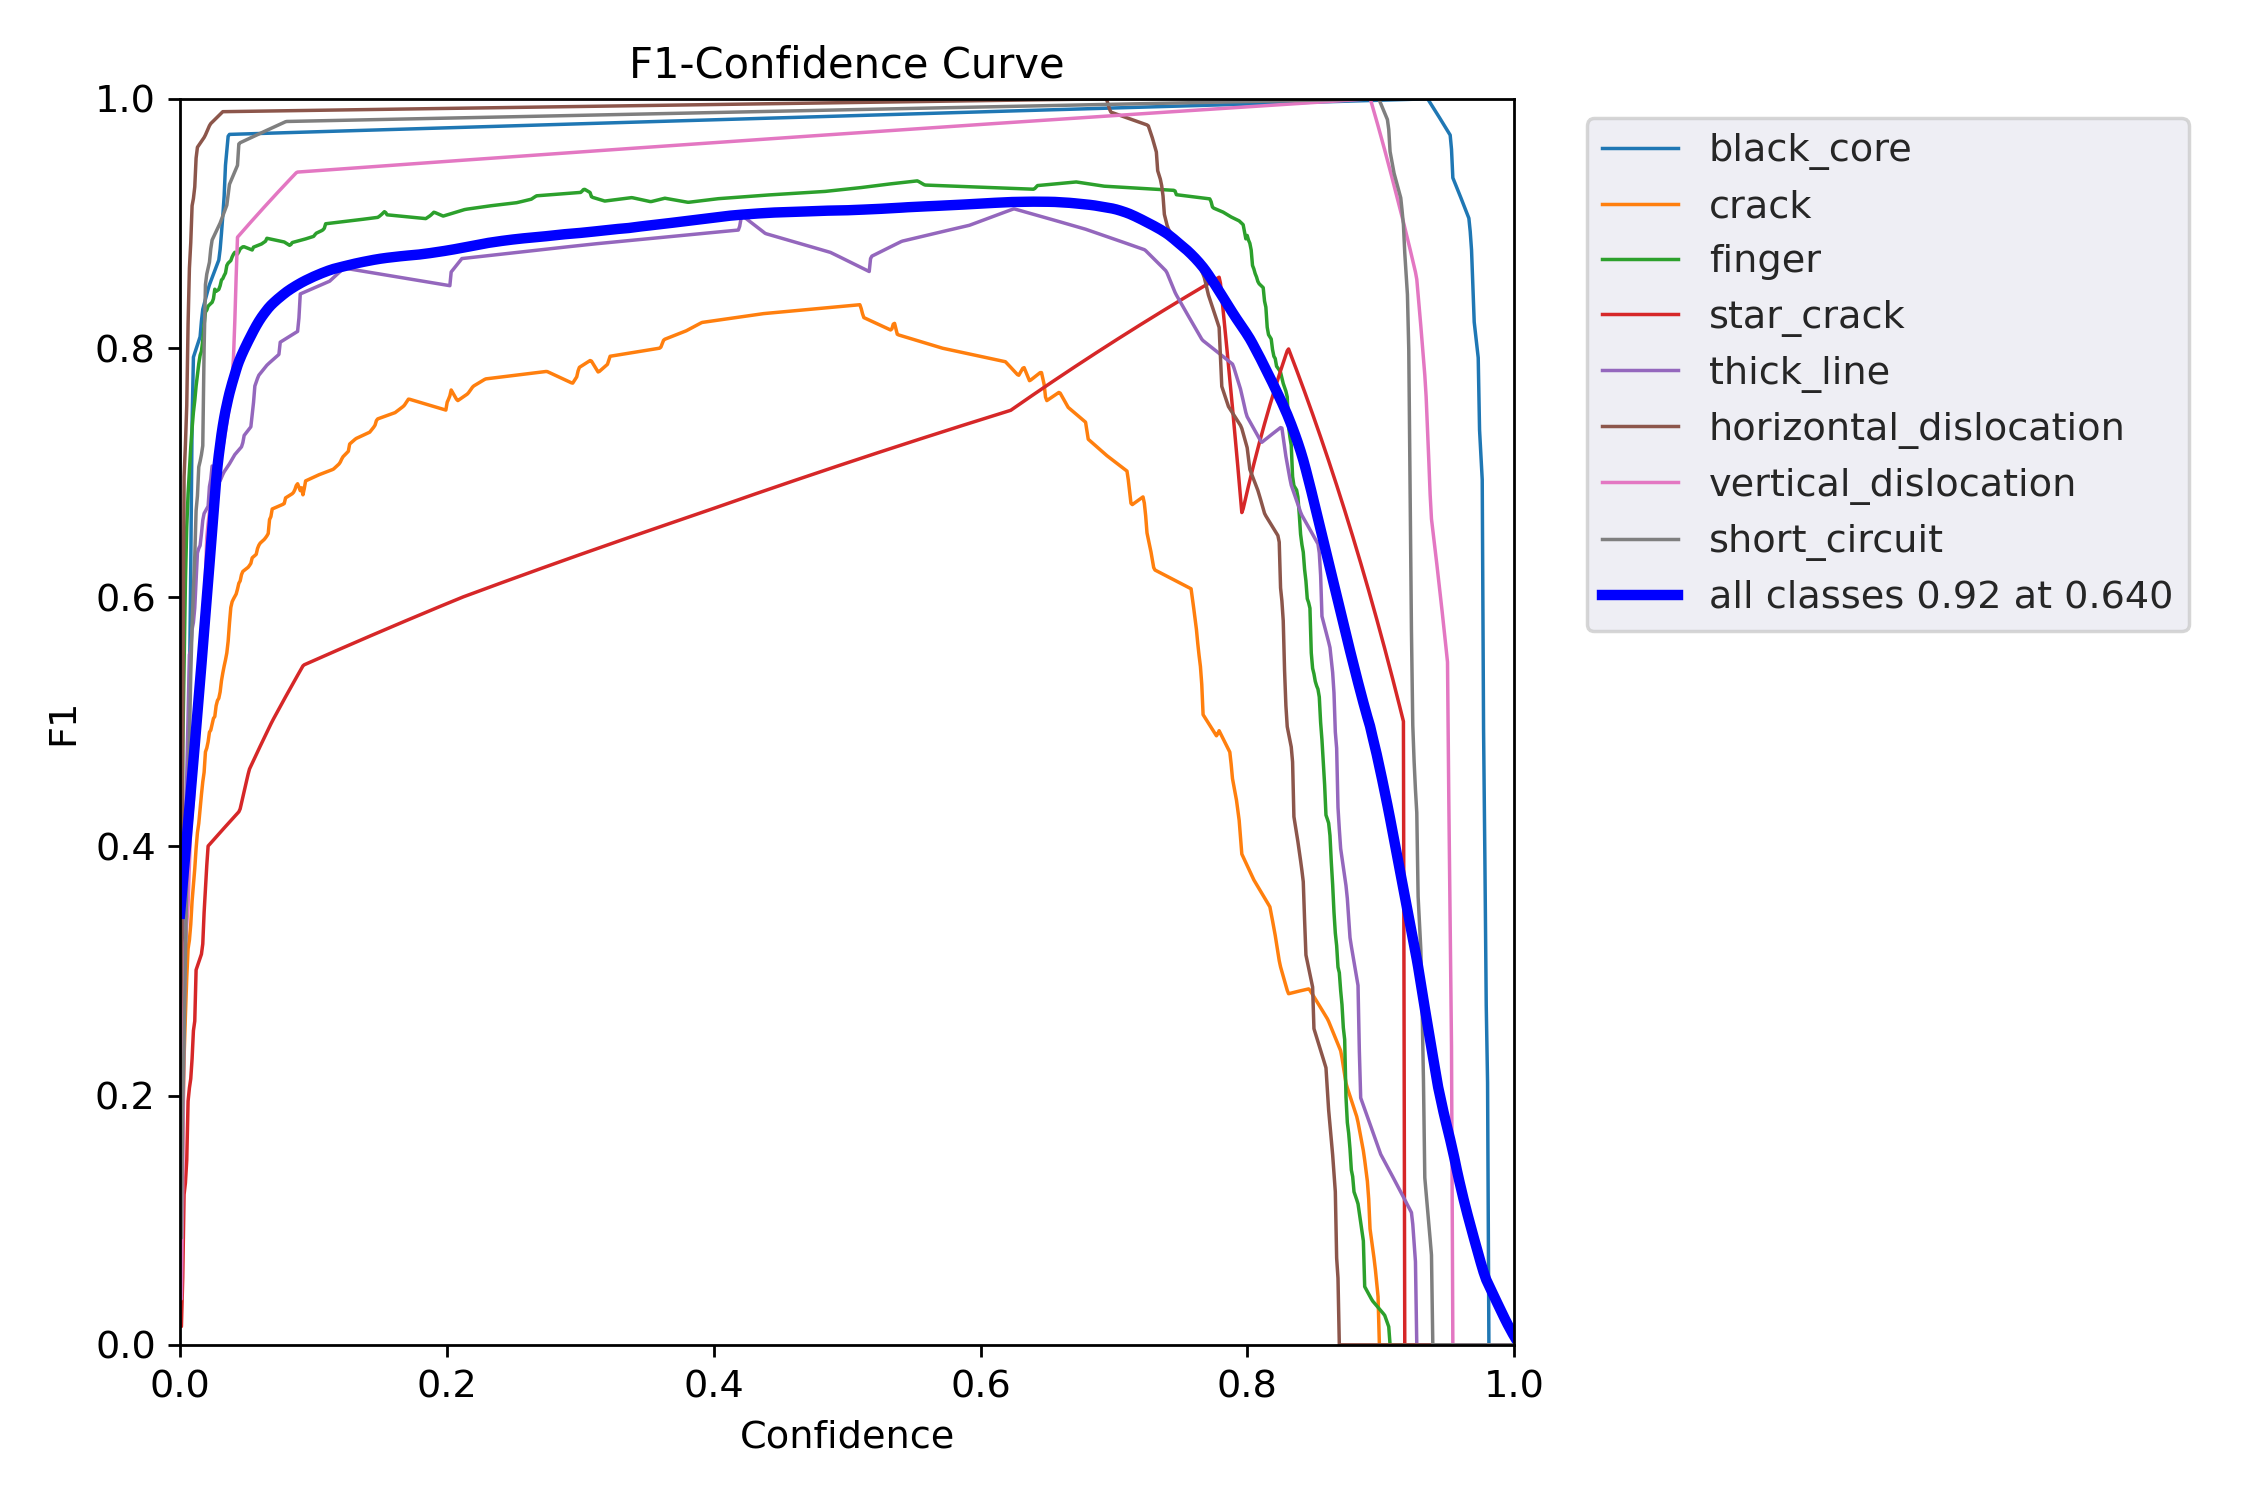 F1-Confidence Curve
1.0
0.8
0.6
0.4
0.2
0.0
F1
0.0 0.2 0.4 0.6 0.8 1.0
Confidence
black_core
crack
finger
star_crack
thick_line
horizontal_dislocation
vertical_dislocation
short_circuit
all classes 0.92 at 0.640